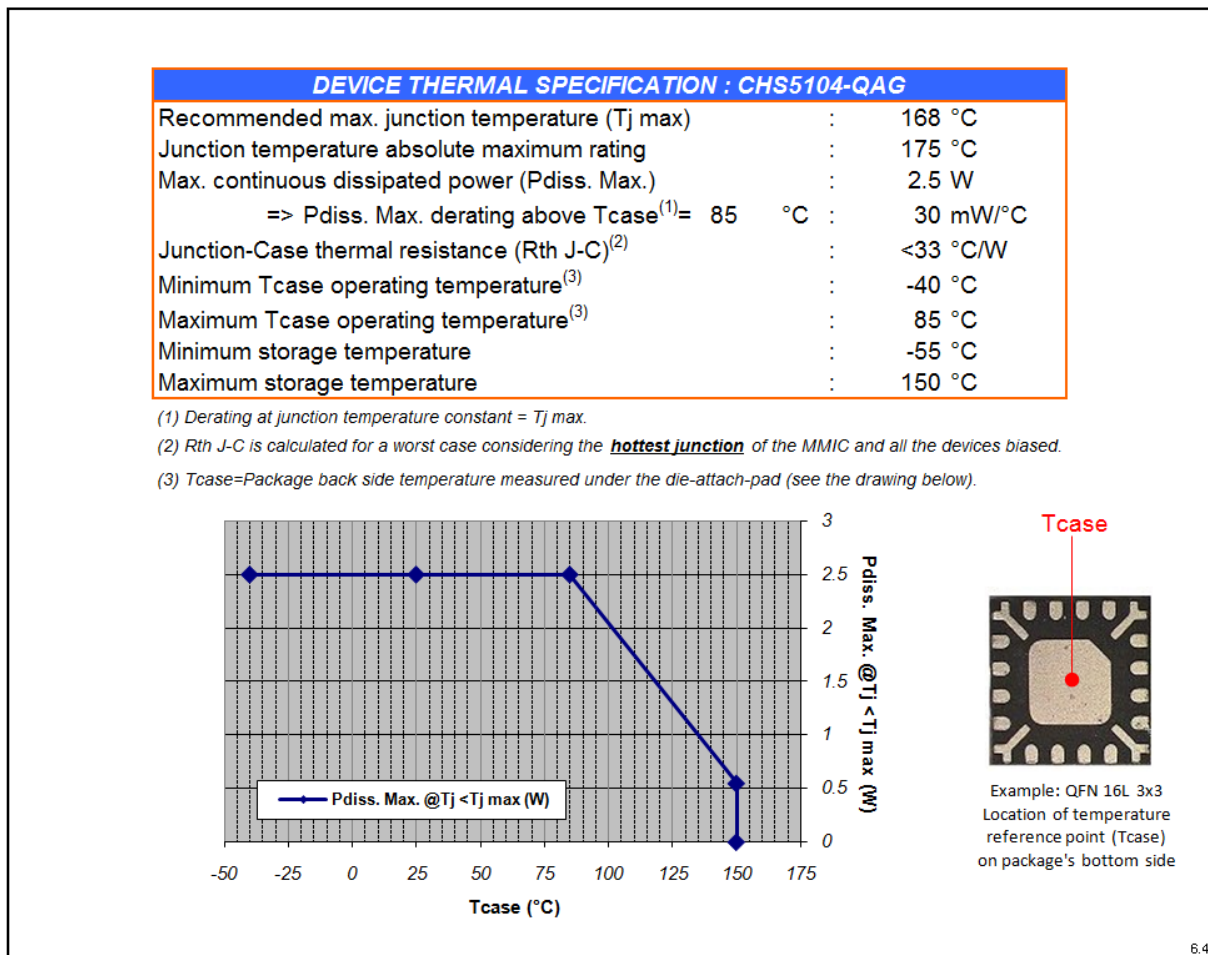 DEVICE THERMAL SPECIFICATION : CHS5104-QAG
Recommended max. junction temperature (Tj max) : 168 °C
Junction temperature absolute maximum rating : 175 °C
Max. continuous dissipated power (Pdiss. Max.) : 2.5 W
=> Pdiss. Max. derating above Tcase(1)= 85 °C : 30 mW/°C
Junction-Case thermal resistance (Rth J-C)(2) : <33 °C/W
Minimum Tcase operating temperature(3) : -40 °C
Maximum Tcase operating temperature(3) : 85 °C
Minimum storage temperature : -55 °C
Maximum storage temperature : 150 °C
(1) Derating at junction temperature constant = Tj max.
(2) Rth J-C is calculated for a worst case considering the hottest junction of the MMIC and all the devices biased.
(3) Tcase=Package back side temperature measured under the die-attach-pad (see the drawing below).
3
2.5
2
1.5
1
0.5
0
Pdiss. Max. @Tj <Tj max (W)
Pdiss. Max. @Tj <Tj max (W)
-50 -25 0 25 50 75 100 125 150 175
Tcase (°C)
Tcase
Example: QFN 16L 3x3
Location of temperature
reference point (Tcase)
on package's bottom side
6.4